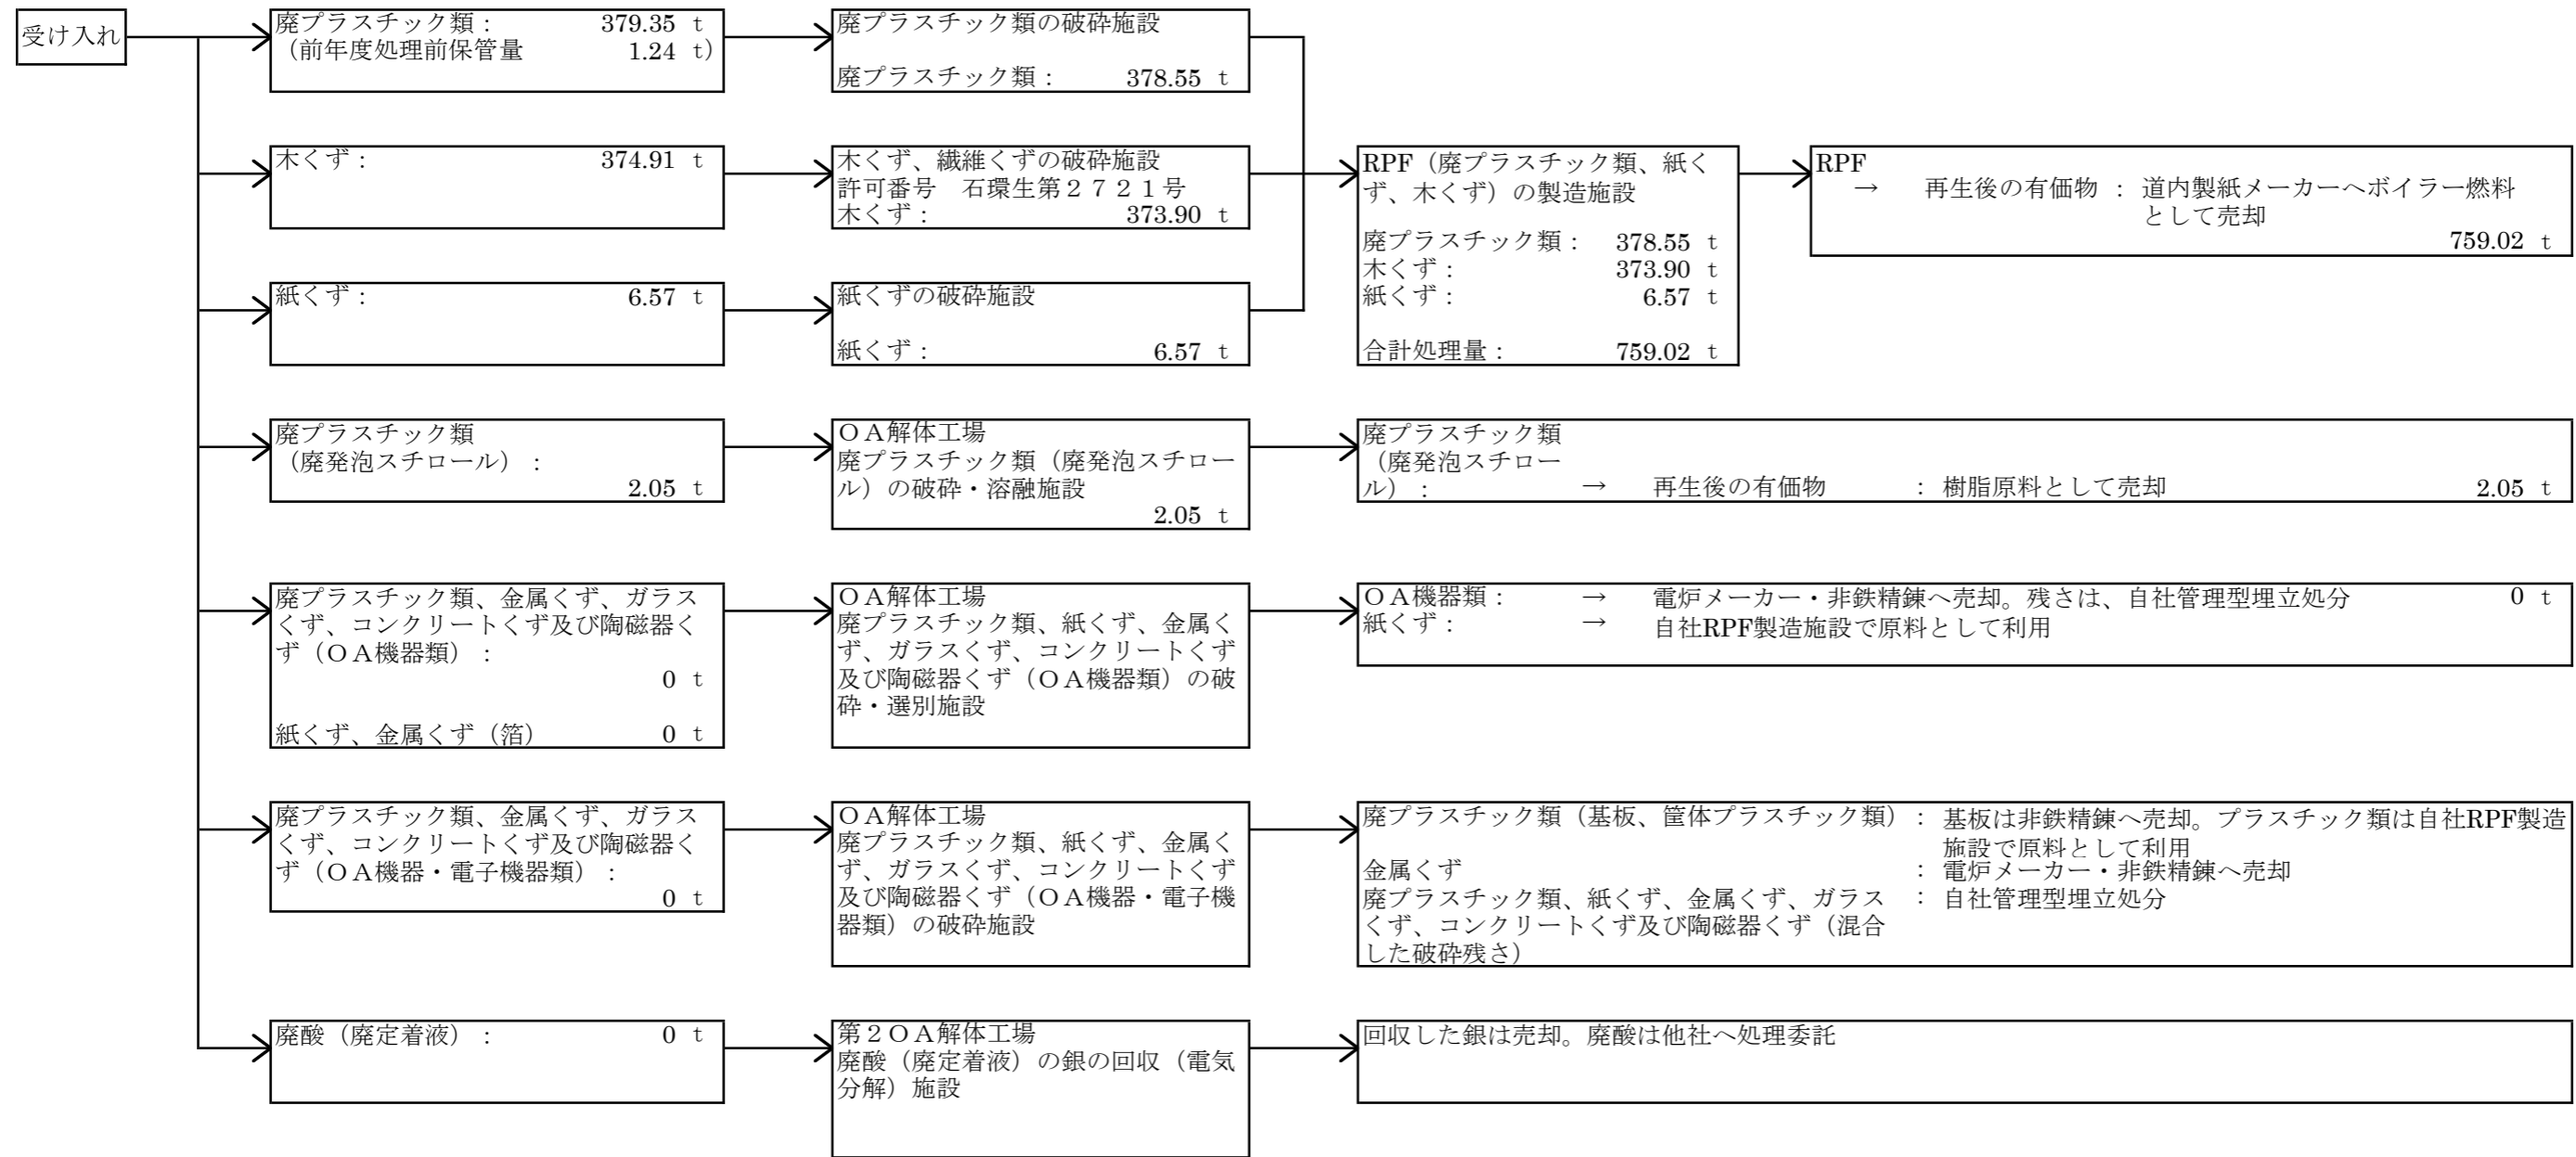 受け入れ
廃プラスチック類： 379.35 t
（前年度処理前保管量 1.24 t）
廃プラスチック類の破砕施設
廃プラスチック類： 378.55 t
木くず： 374.91 t
木くず、繊維くずの破砕施設
許可番号 石環生第２７２１号
木くず： 373.90 t
RPF（廃プラスチック類、紙く
ず、木くず）の製造施設
廃プラスチック類： 378.55 t
木くず： 373.90 t
紙くず： 6.57 t
合計処理量： 759.02 t
RPF
→ 再生後の有価物 ： 道内製紙メーカーへボイラー燃料
として売却
759.02 t
紙くず： 6.57 t
紙くずの破砕施設
紙くず： 6.57 t
廃プラスチック類
（廃発泡スチロール）：
2.05 t
ＯＡ解体工場
廃プラスチック類（廃発泡スチロー
ル）の破砕・溶融施設
2.05 t
廃プラスチック類
（廃発泡スチロー
ル）： → 再生後の有価物 ： 樹脂原料として売却 2.05 t
廃プラスチック類、金属くず、ガラス
くず、コンクリートくず及び陶磁器く
ず（ＯＡ機器類）：
0 t
紙くず、金属くず（箔） 0 t
ＯＡ解体工場
廃プラスチック類、紙くず、金属く
ず、ガラスくず、コンクリートくず
及び陶磁器くず（ＯＡ機器類）の破
砕・選別施設
ＯＡ機器類： → 電炉メーカー・非鉄精錬へ売却。残さは、自社管理型埋立処分 0 t
紙くず： → 自社RPF製造施設で原料として利用
廃プラスチック類、金属くず、ガラス
くず、コンクリートくず及び陶磁器く
ず（ＯＡ機器・電子機器類）：
0 t
ＯＡ解体工場
廃プラスチック類、紙くず、金属く
ず、ガラスくず、コンクリートくず
及び陶磁器くず（ＯＡ機器・電子機
器類）の破砕施設
廃プラスチック類（基板、筐体プラスチック類）： 基板は非鉄精錬へ売却。プラスチック類は自社RPF製造
施設で原料として利用
金属くず ： 電炉メーカー・非鉄精錬へ売却
廃プラスチック類、紙くず、金属くず、ガラス ： 自社管理型埋立処分
くず、コンクリートくず及び陶磁器くず（混合
した破砕残さ）
廃酸（廃定着液）： 0 t
第２ＯＡ解体工場
廃酸（廃定着液）の銀の回収（電気
分解）施設
回収した銀は売却。廃酸は他社へ処理委託